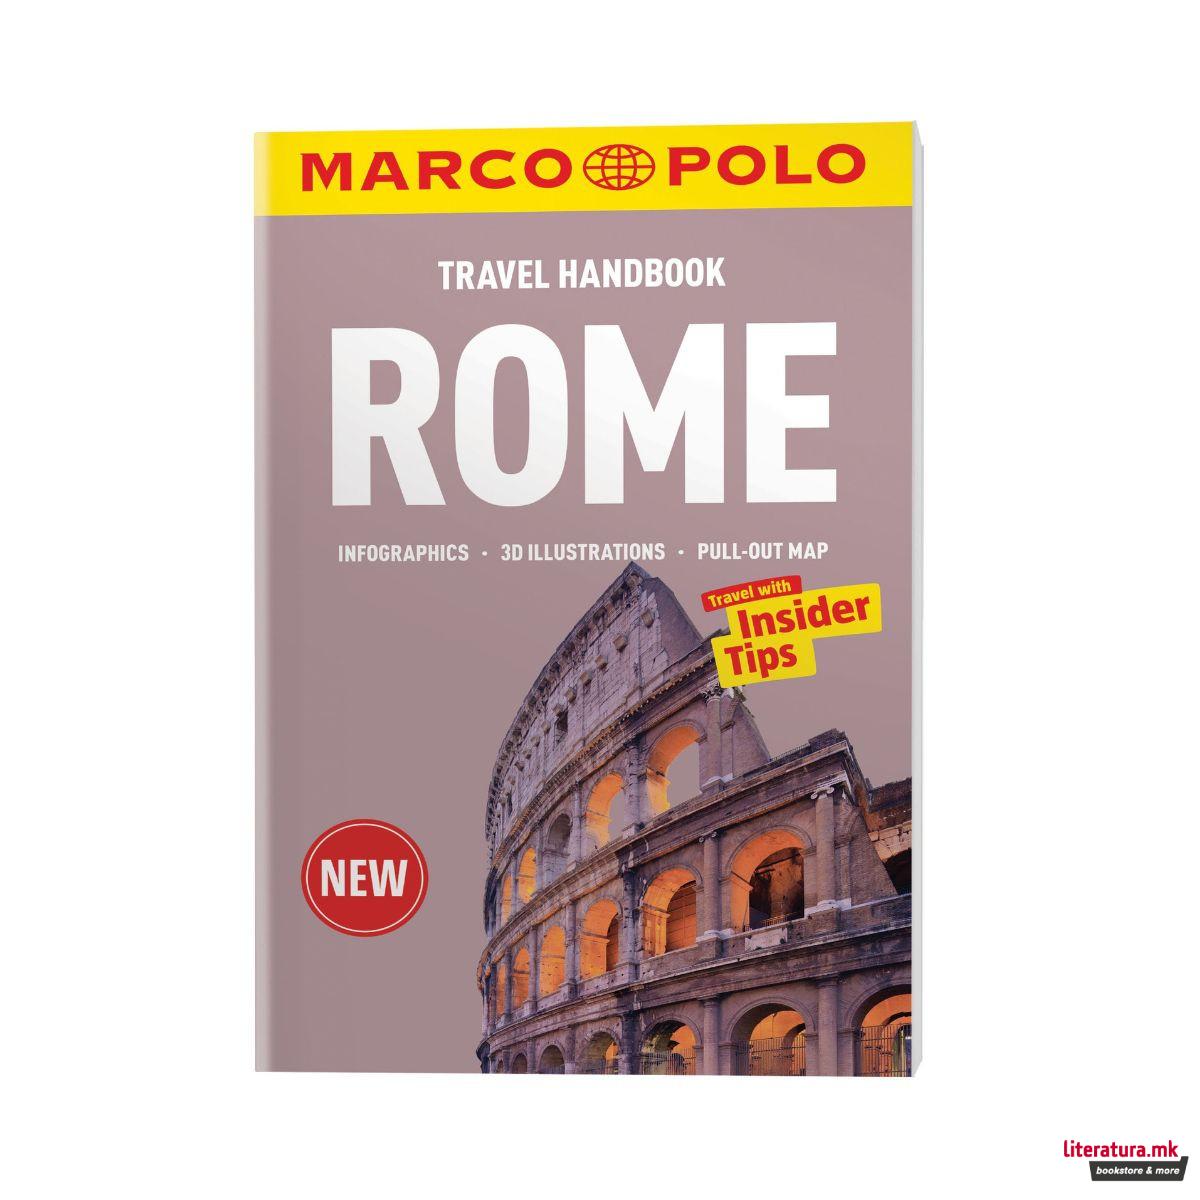 MARCO POLO
TRAVEL HANDBOOK
ROME
INFOGRAPHICS • 3D ILLUSTRATIONS • PULL-OUT MAP
Travel with
Insider
Tips
NEW
literatura.mk
bookstore & more